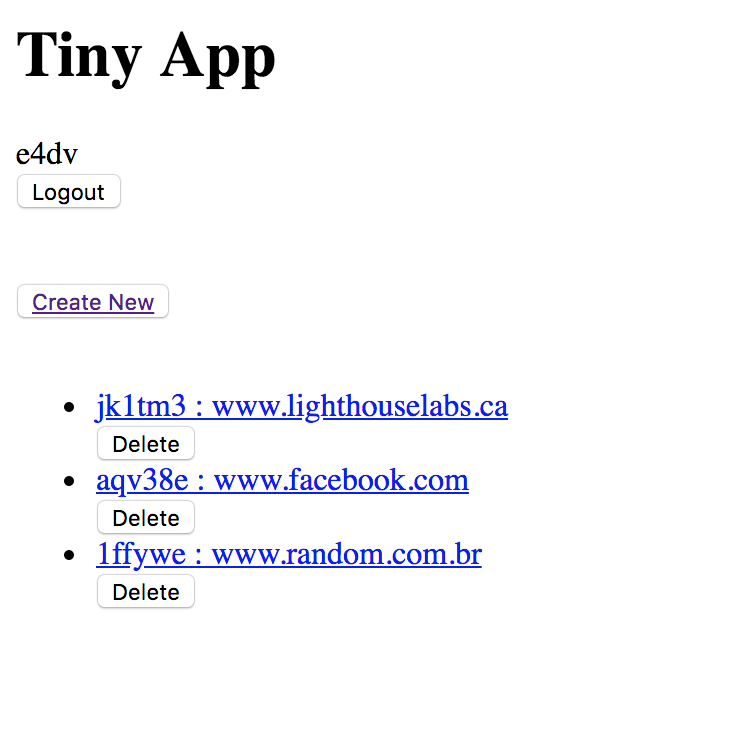 Tiny App
e4dv
Logout
Create New
jk1tm3 : www.lighthouselabs.ca
Delete
aqv38e : www.facebook.com
Delete
1ffywe : www.random.com.br
Delete